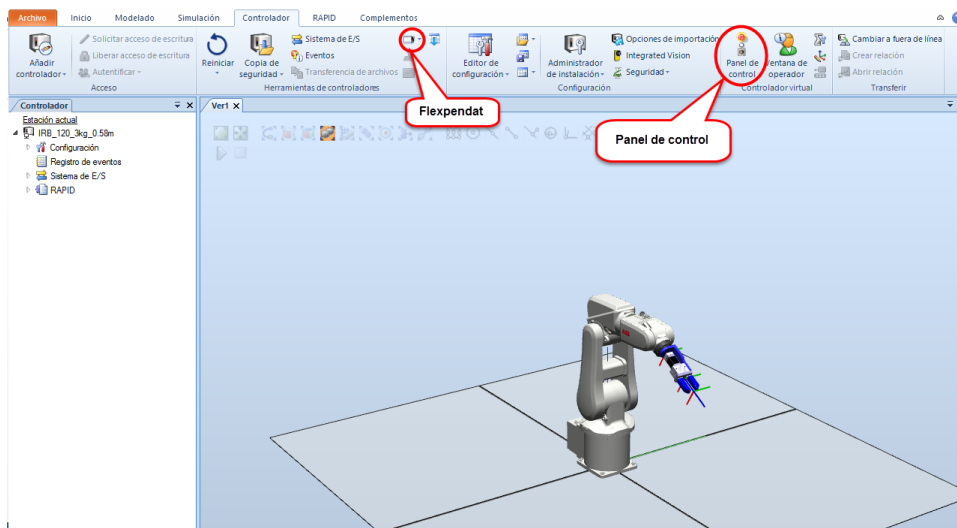 Archivo Inicio Modelado Simulación Controlador RAPID Complementos
Añadir controlador
Solicitar acceso de escritura
Liberar acceso de escritura
Autentificar
Acceso
Reiniciar
Copia de seguridad
Sistema de E/S
Eventos
Transferencia de archivos
Herramientas de controladores
Editor de configuración
Administrador de instalación
Opciones de importación
Integrated Vision
Seguridad
Configuración
Panel de control
Ventana de operador
Controlador virtual
Cambiar a fuera de línea
Crear relación
Abrir relación
Transferir
Controlador
Ver1 X
Flexpendat
Panel de control
Estación actual
IRB_120_3kg_0.58m
Configuración
Registro de eventos
Sistema de E/S
RAPID